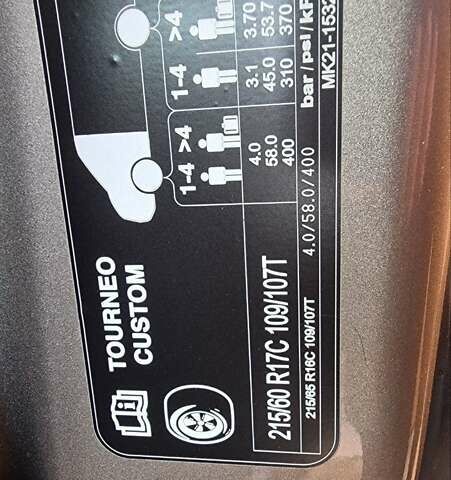 TOURNEO
CUSTOM
1-4 >4
1-4 >4
215/60 R17C 109/107T
4.0
58.0
400
3.1
45.0
310
3.70
53.7
370
215/65 R16C 109/107T
4.0/58.0/400
bar/psi/kP
MK21-1532